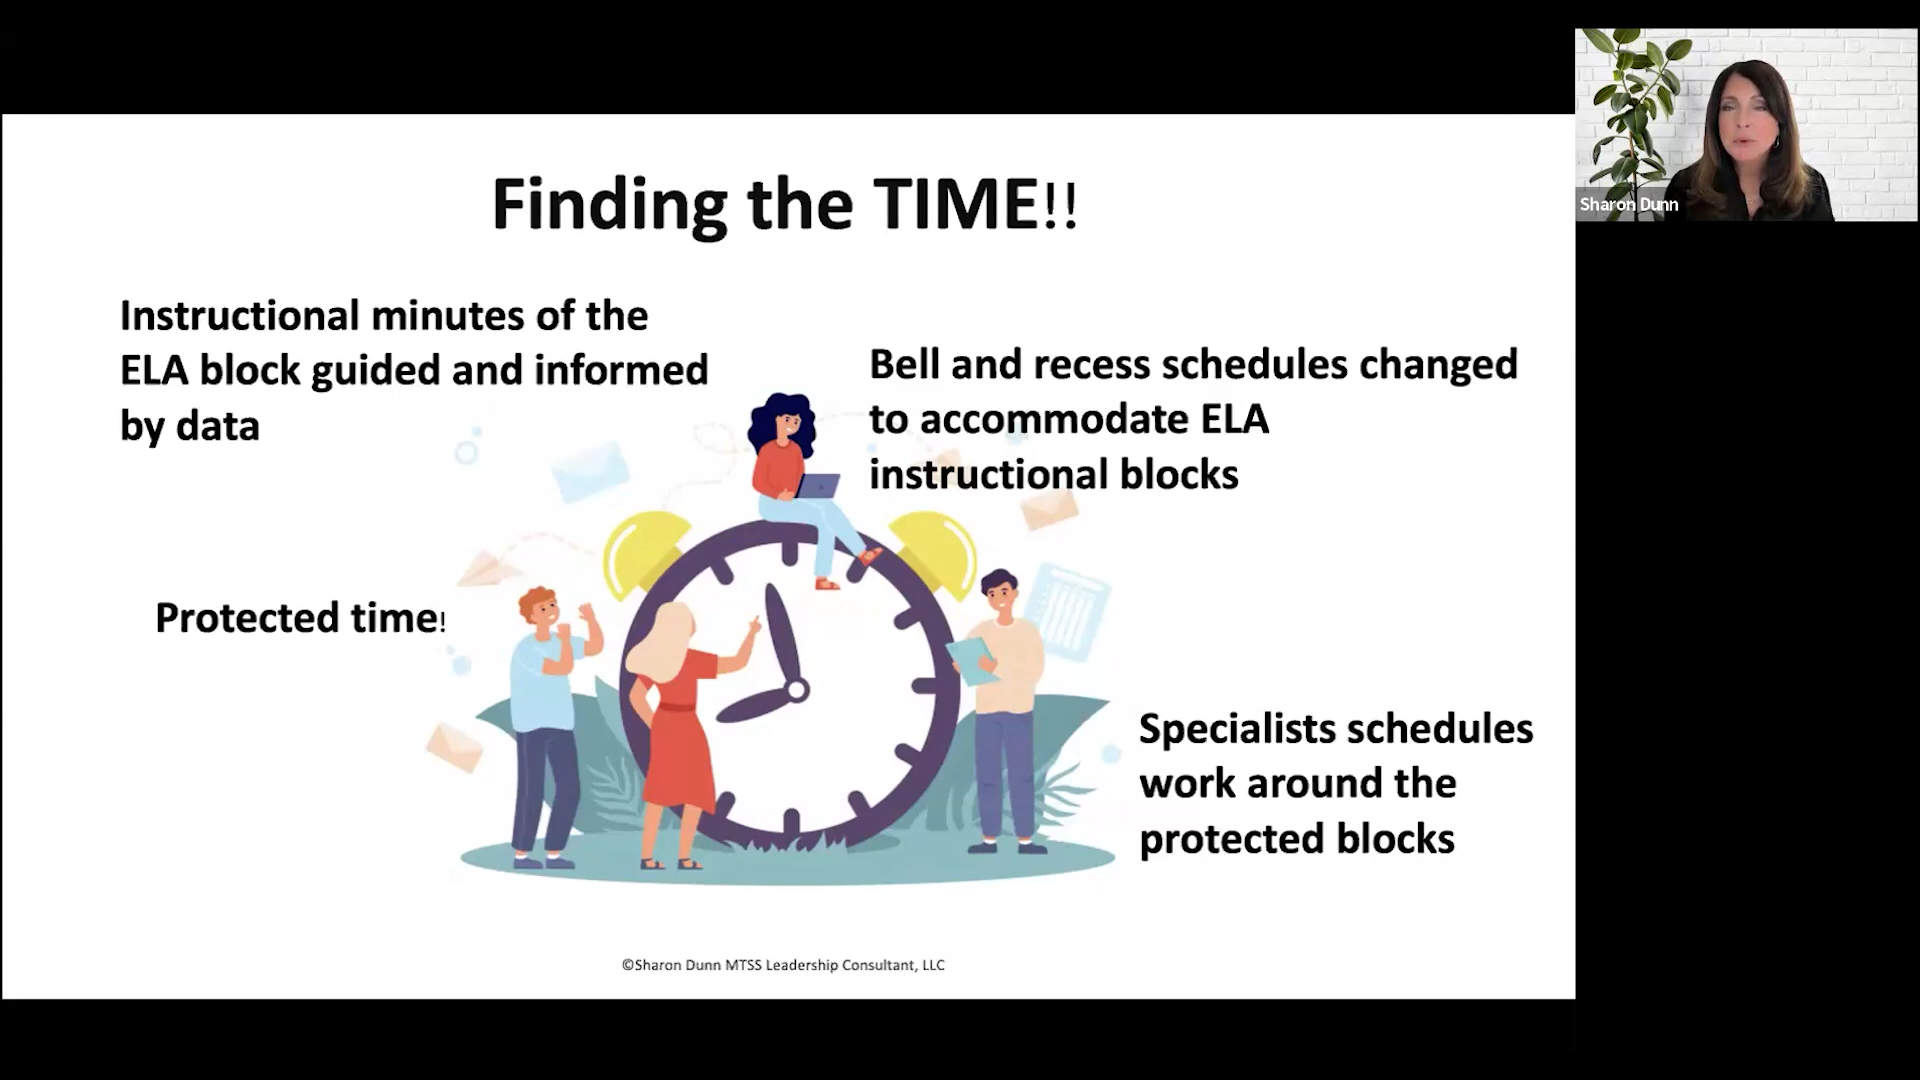 Finding the TIME!!
Instructional minutes of the
ELA block guided and informed
by data
Bell and recess schedules changed
to accommodate ELA
instructional blocks
Protected time!
Specialists schedules
work around the
protected blocks
©Sharon Dunn MTSS Leadership Consultant, LLC
Sharon Dunn